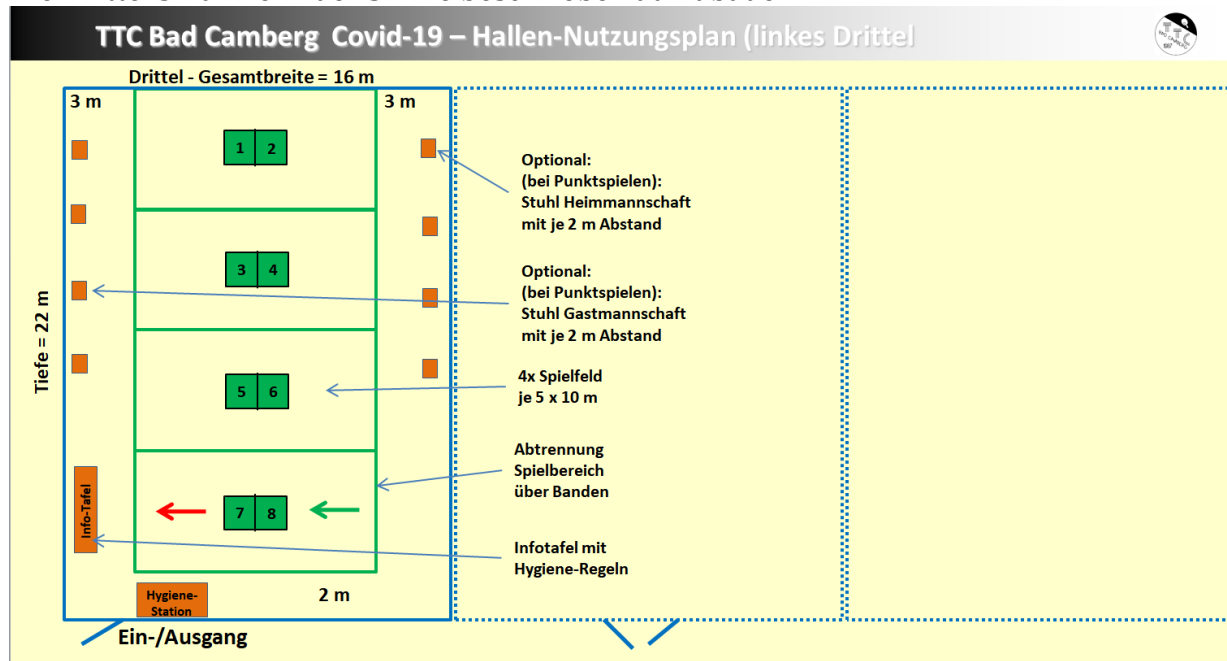 TTC Bad Camberg Covid-19 – Hallen-Nutzungsplan (linkes Drittel
TTC
Drittel - Gesamtbreite = 16 m
3 m
3 m
1 2
3 4
5 6
7 8
Tiefe = 22 m
Optional:
(bei Punktspielen):
Stuhl Heimmannschaft
mit je 2 m Abstand
Optional:
(bei Punktspielen):
Stuhl Gastmannschaft
mit je 2 m Abstand
4x Spielfeld
je 5 x 10 m
Abtrennung
Spielbereich
über Banden
Info-Tafel
Infotafel mit
Hygiene-Regeln
Hygiene-
Station
2 m
Ein-/Ausgang